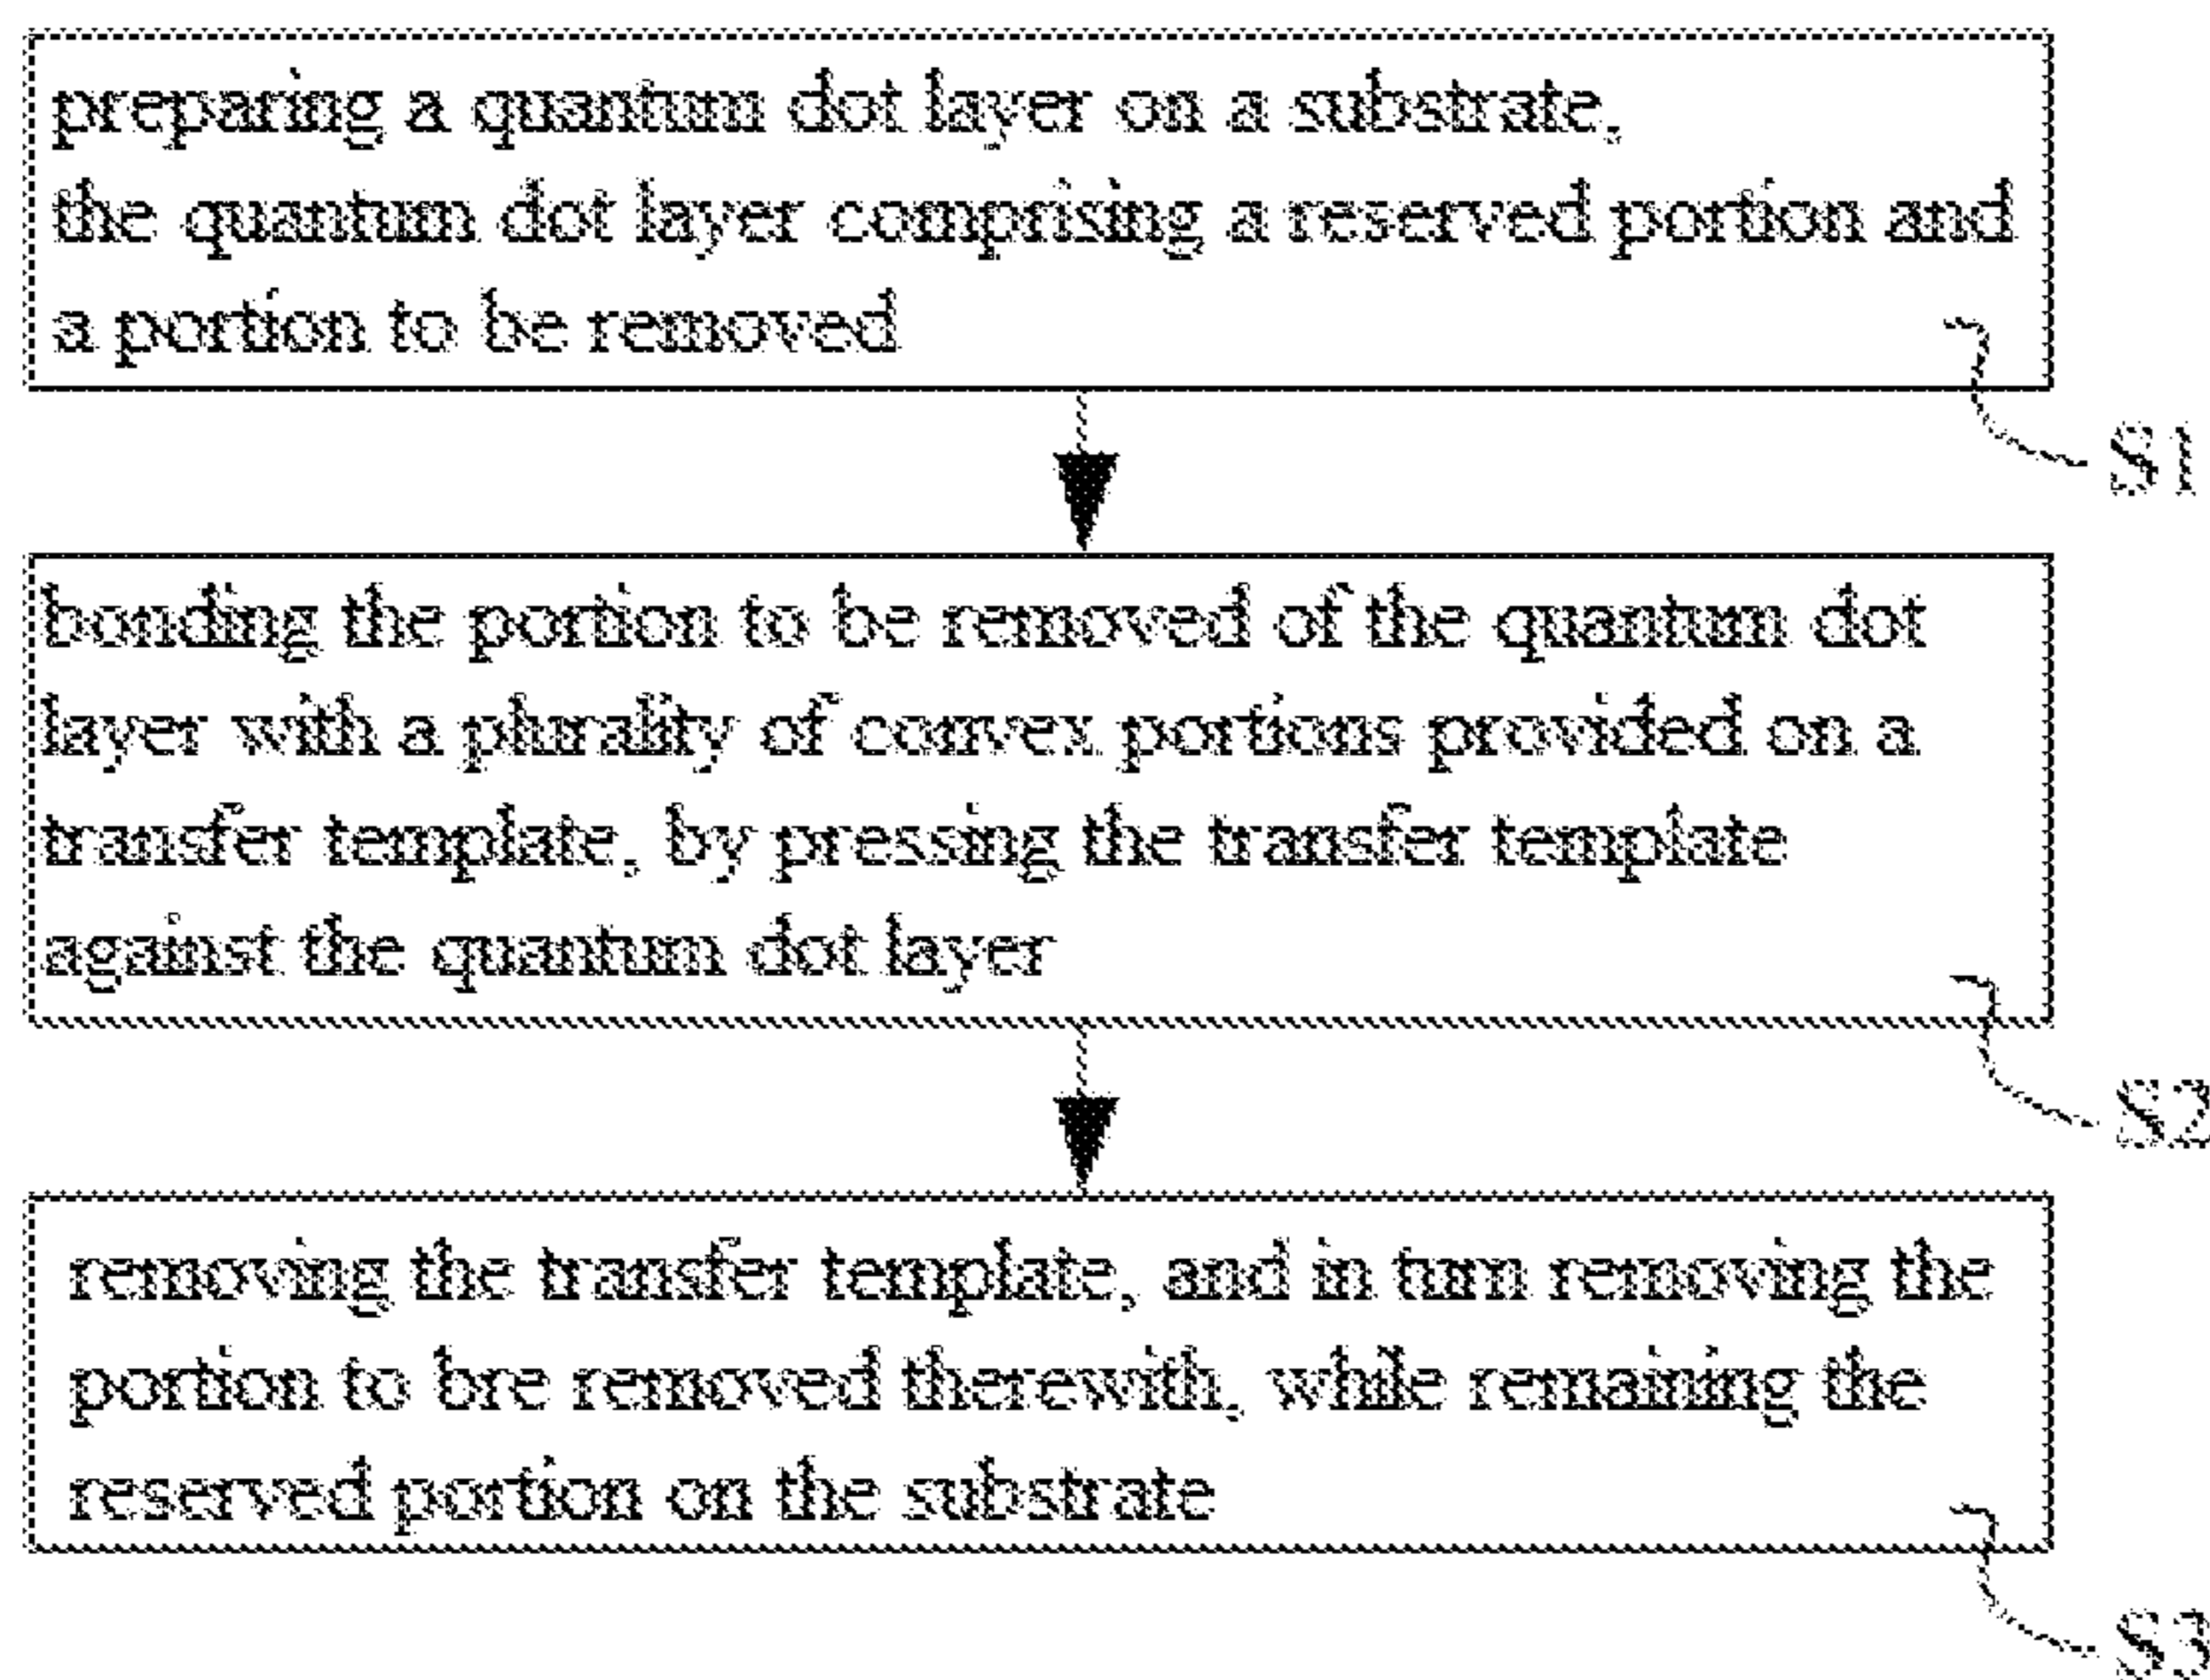 preparing a quantum dot layer on a substrate,
the quantum dot layer comprising a reserved portion and
a portion to be removed
S1
bonding the portion to be removed of the quantum dot
layer with a plurality of convex portions provided on a
transfer template, by pressing the transfer template
against the quantum dot layer
S2
removing the transfer template, and in turn removing the
portion to bre removed therewith, while remaining the
reserved portion on the substrate
S3